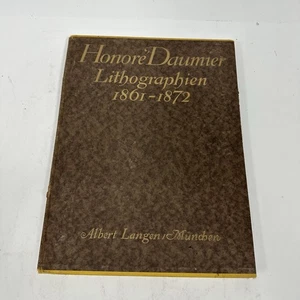 Honoré Daumier
Lithographien
1861-1872
Albert Langen, München